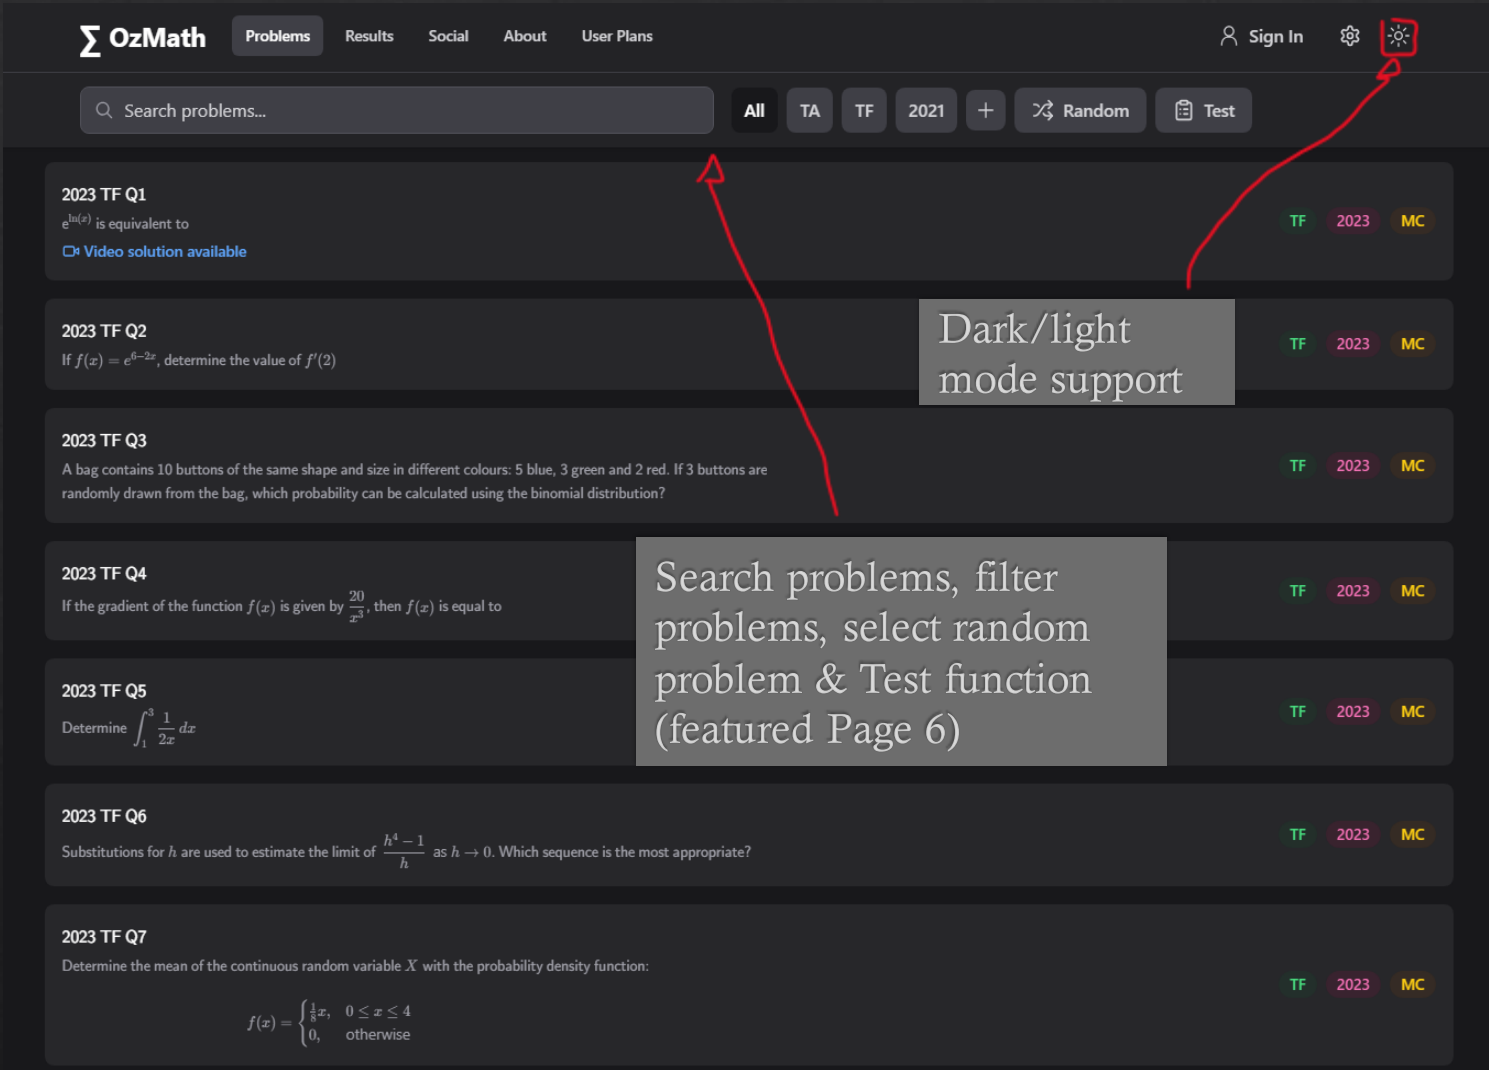 ∑ OzMath Problems Results Social About User Plans Sign In
Search problems... All TA TF 2021 + Random Test
2023 TF Q1
e^ln(x) is equivalent to
Video solution available
TF 2023 MC
2023 TF Q2
If f(x) = e^{6−2x}, determine the value of f′(2)
TF 2023 MC
Dark/light
mode support
2023 TF Q3
A bag contains 10 buttons of the same shape and size in different colours: 5 blue, 3 green and 2 red. If 3 buttons are
randomly drawn from the bag, which probability can be calculated using the binomial distribution?
TF 2023 MC
2023 TF Q4
If the gradient of the function f(x) is given by 20/x³, then f(x) is equal to
TF 2023 MC
Search problems, filter
problems, select random
problem & Test function
(featured Page 6)
2023 TF Q5
Determine ∫₁³ 1/2x dx
TF 2023 MC
2023 TF Q6
Substitutions for h are used to estimate the limit of h⁴ − 1/h as h → 0. Which sequence is the most appropriate?
TF 2023 MC
2023 TF Q7
Determine the mean of the continuous random variable X with the probability density function:
f(x) = { 1/8 x, 0 ≤ x ≤ 4
0, otherwise
TF 2023 MC